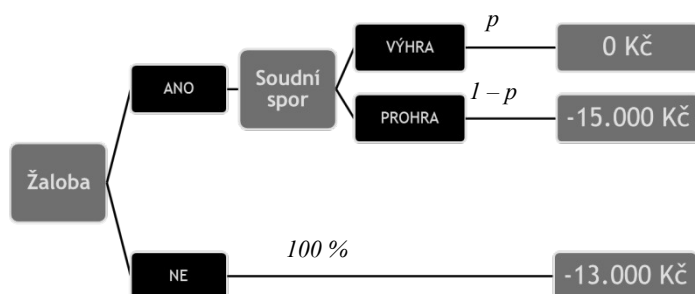 p
VÝHRA
0 Kč
ANO
Soudní
spor
1 – p
PROHRA
-15.000 Kč
Žaloba
100 %
NE
-13.000 Kč